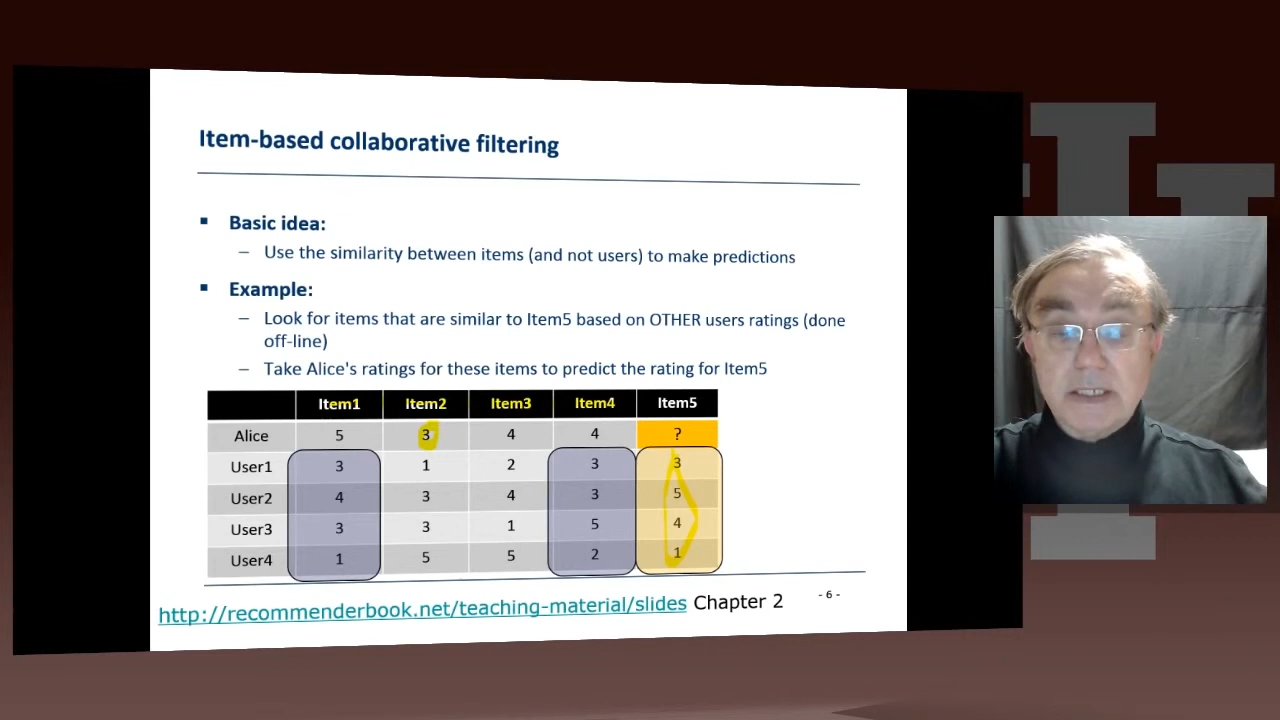 Item-based collaborative filtering
▪ Basic idea:
– Use the similarity between items (and not users) to make predictions
▪ Example:
– Look for items that are similar to Item5 based on OTHER users ratings (done
off-line)
– Take Alice's ratings for these items to predict the rating for Item5
Item1 Item2 Item3 Item4 Item5
Alice 5 3 4 4 ?
User1 3 1 2 3 3
User2 4 3 4 3 5
User3 3 3 1 5 4
User4 1 5 5 2 1
http://recommenderbook.net/teaching-material/slides Chapter 2
- 6 -